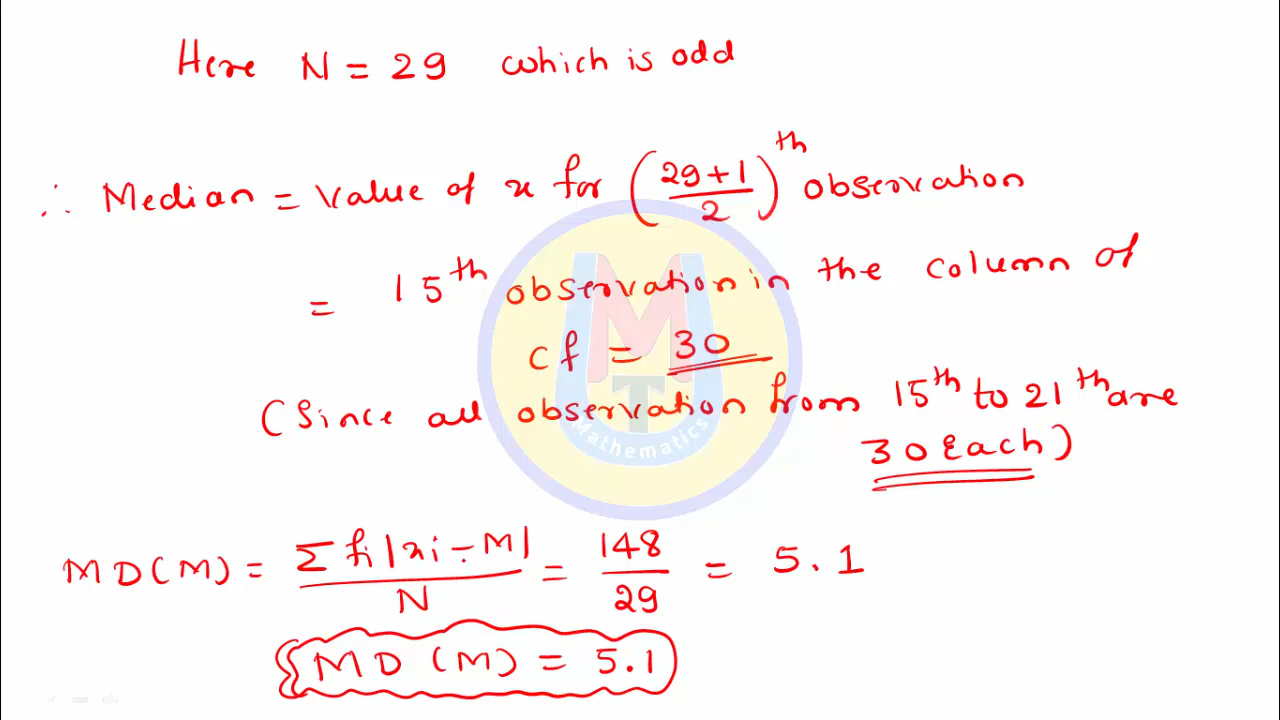 Here N = 29 which is odd
∴ Median = value of x for (29+1/2)th observation
= 15th observation in the column of
cf = 30
(Since all observation from 15th to 21th are
30 Each)
MD(M) = Σfi|xi-M|/N = 148/29 = 5.1
MD (M) = 5.1
MTU
Mathematics